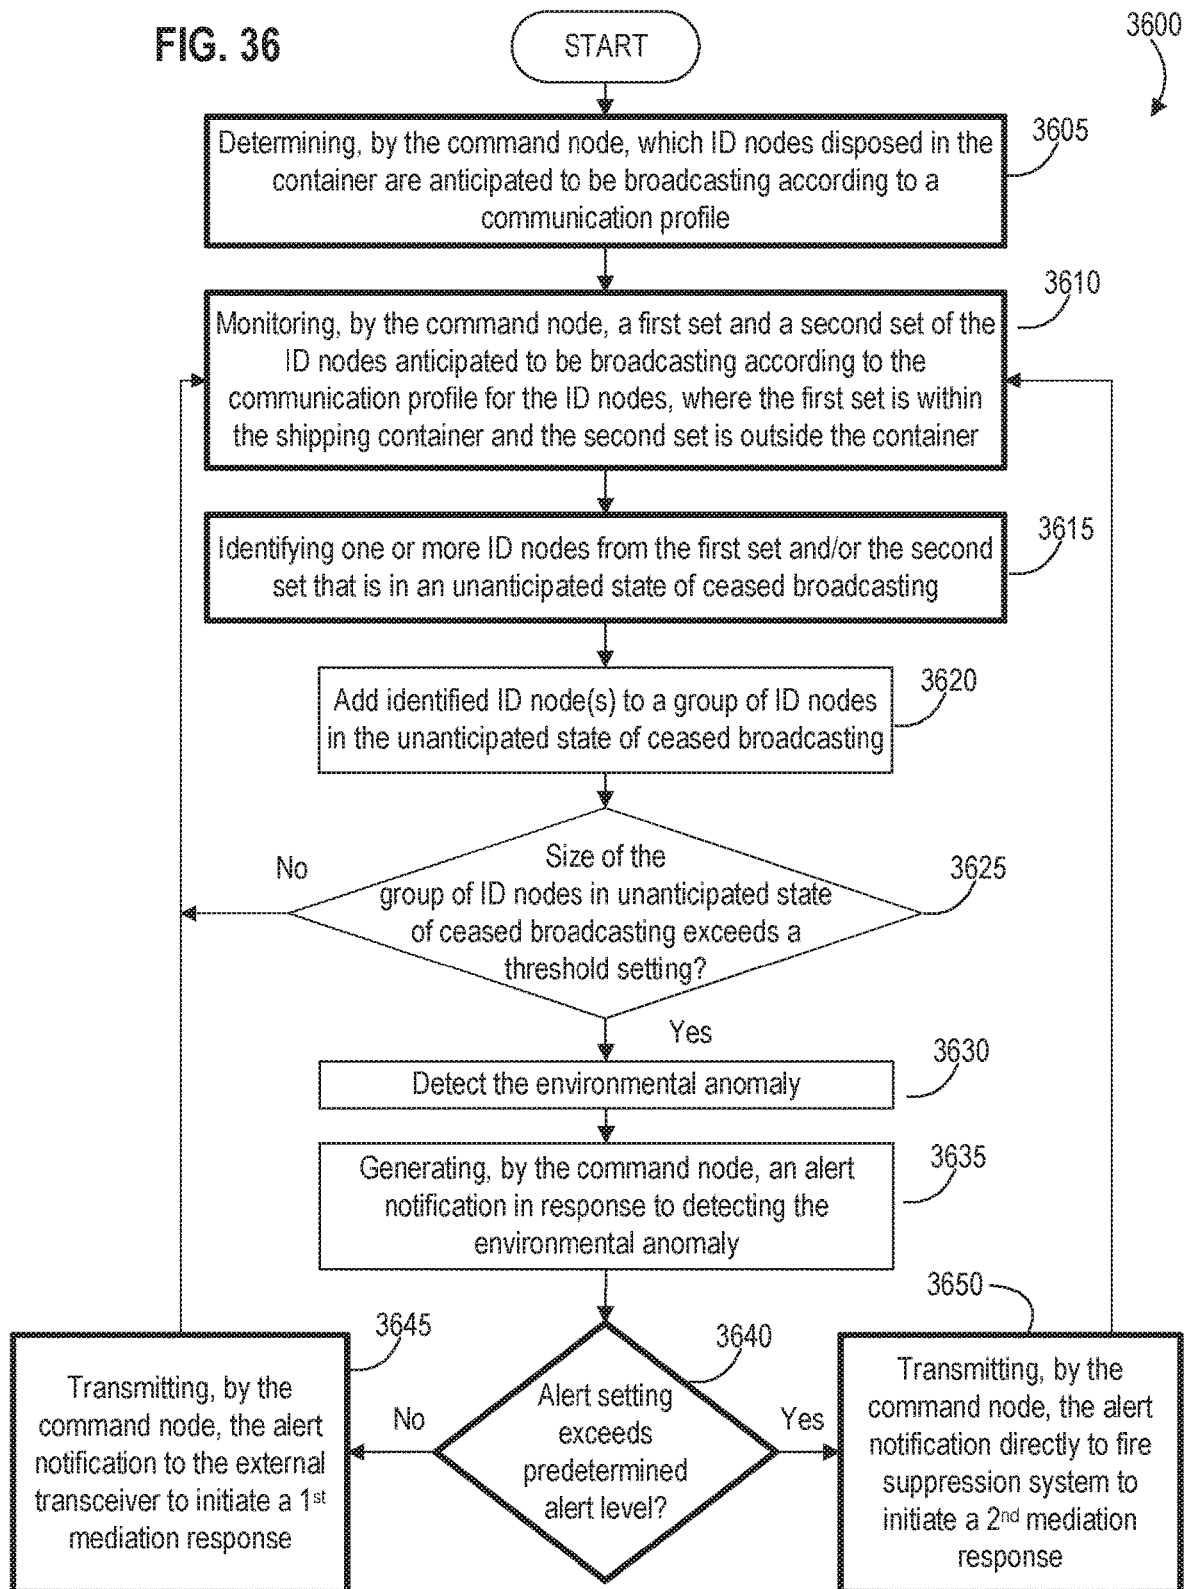 FIG. 36
START
3600
Determining, by the command node, which ID nodes disposed in the
container are anticipated to be broadcasting according to a
communication profile
3605
Monitoring, by the command node, a first set and a second set of the
ID nodes anticipated to be broadcasting according to the
communication profile for the ID nodes, where the first set is within
the shipping container and the second set is outside the container
3610
Identifying one or more ID nodes from the first set and/or the second
set that is in an unanticipated state of ceased broadcasting
3615
Add identified ID node(s) to a group of ID nodes
in the unanticipated state of ceased broadcasting
3620
Size of the
group of ID nodes in unanticipated state
of ceased broadcasting exceeds a
threshold setting?
3625
No
Yes
Detect the environmental anomaly
3630
Generating, by the command node, an alert
notification in response to detecting the
environmental anomaly
3635
Alert setting
exceeds
predetermined
alert level?
3640
No
Yes
Transmitting, by the
command node, the alert
notification to the external
transceiver to initiate a 1st
mediation response
3645
Transmitting, by the
command node, the alert
notification directly to fire
suppression system to
initiate a 2nd mediation
response
3650